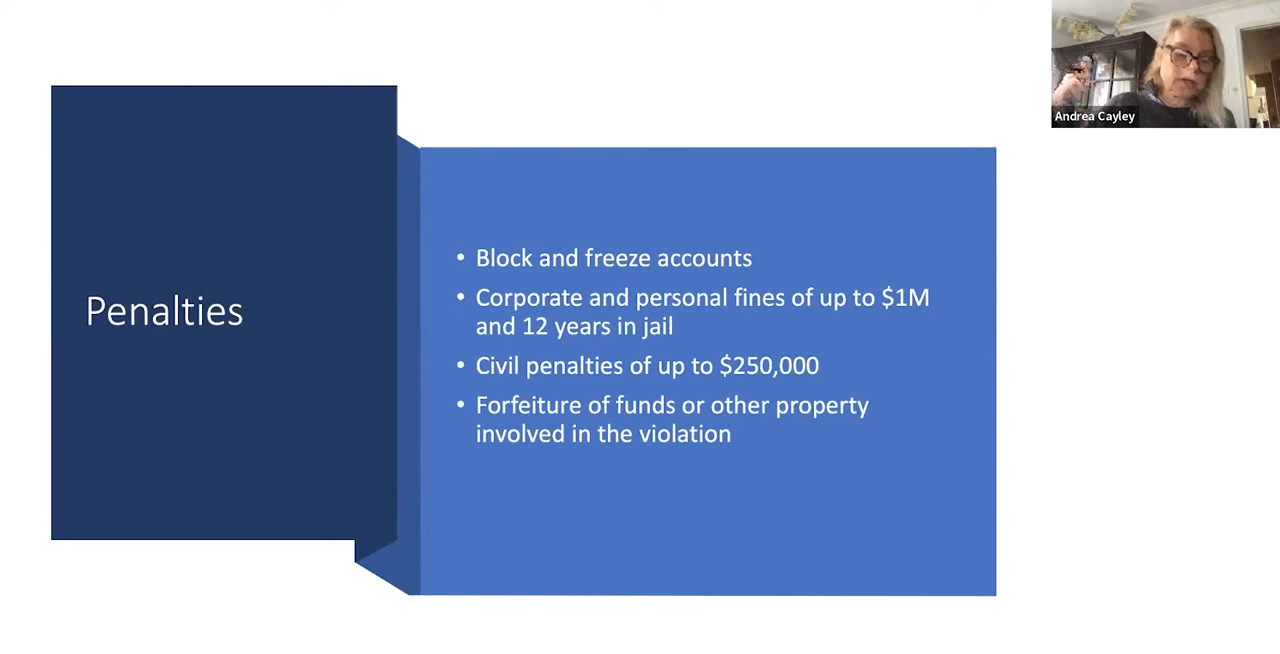 Andrea Cayley
Penalties
• Block and freeze accounts
• Corporate and personal fines of up to $1M
and 12 years in jail
• Civil penalties of up to $250,000
• Forfeiture of funds or other property
involved in the violation